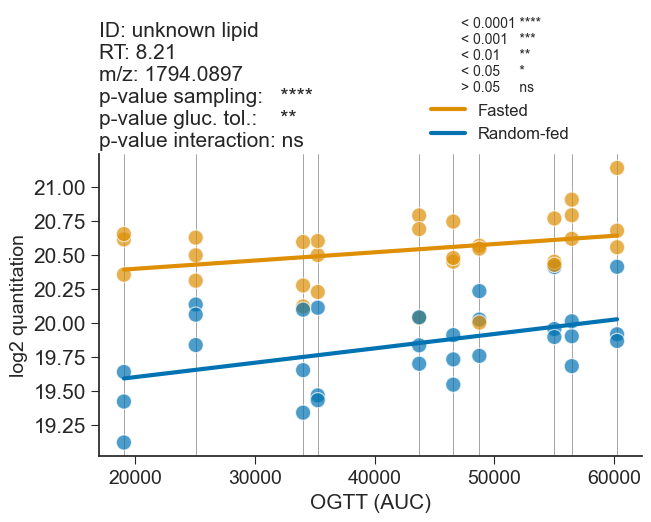 ID: unknown lipid
RT: 8.21
m/z: 1794.0897
p-value sampling: ****
p-value gluc. tol.: **
p-value interaction: ns
< 0.0001 ****
< 0.001 ***
< 0.01 **
< 0.05 *
> 0.05 ns
Fasted
Random-fed
21.00
20.75
20.50
20.25
20.00
19.75
19.50
19.25
log2 quantitation
20000 30000 40000 50000 60000
OGTT (AUC)